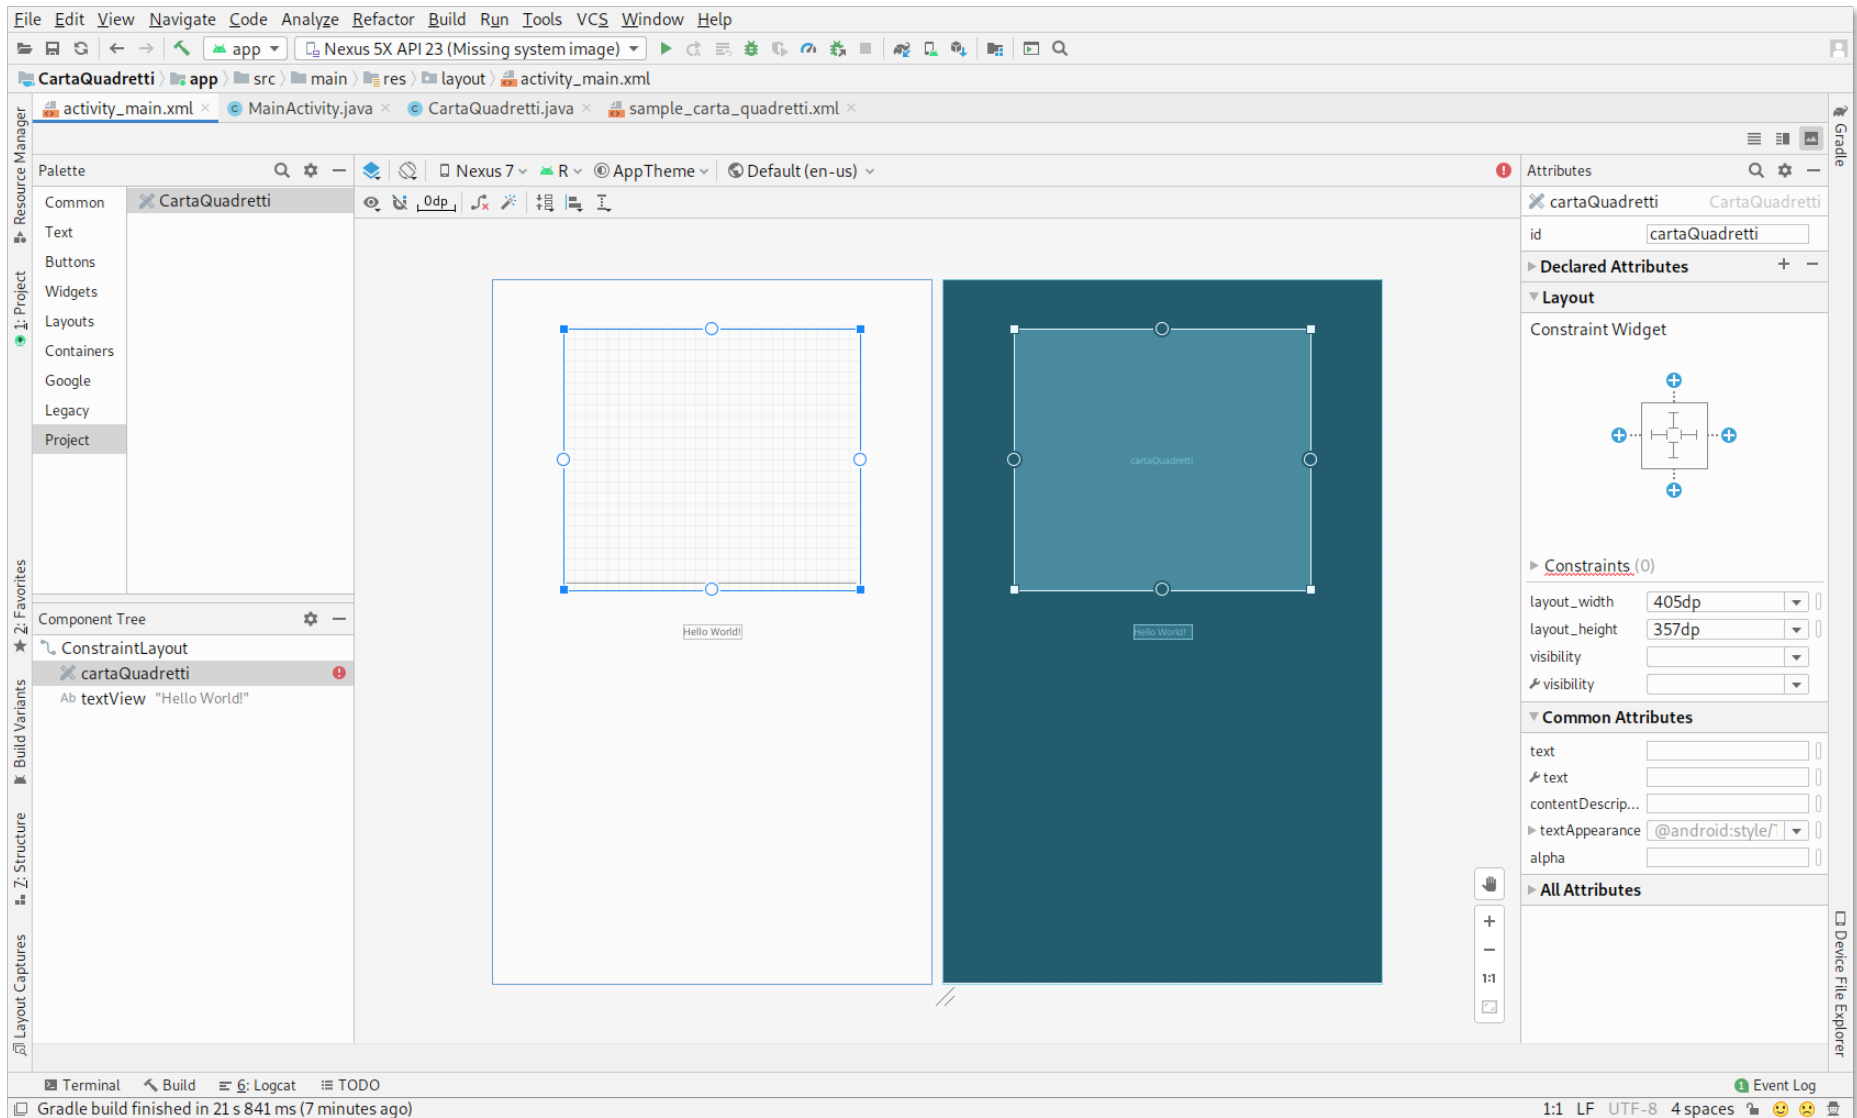 File Edit View Navigate Code Analyze Refactor Build Run Tools VCS Window Help
app Nexus 5X API 23 (Missing system image)
CartaQuadretti app src main res layout activity_main.xml
activity_main.xml MainActivity.java CartaQuadretti.java sample_carta_quadretti.xml
Resource Manager
1: Project
2: Favorites
Build Variants
7: Structure
Layout Captures
Palette
Common
Text
Buttons
Widgets
Layouts
Containers
Google
Legacy
Project
CartaQuadretti
Component Tree
ConstraintLayout
cartaQuadretti
Ab textView "Hello World!"
Nexus 7 R AppTheme Default (en-us)
0dp
Hello World!
cartaQuadretti
Hello World!
1:1
Attributes
cartaQuadretti CartaQuadretti
id cartaQuadretti
Declared Attributes
Layout
Constraint Widget
Constraints (0)
layout_width 405dp
layout_height 357dp
visibility
visibility
Common Attributes
text
text
contentDescrip...
textAppearance @android:style/T
alpha
All Attributes
Gradle
Device File Explorer
Terminal Build 6: Logcat TODO
1 Event Log
Gradle build finished in 21 s 841 ms (7 minutes ago)
1:1 LF UTF-8 4 spaces